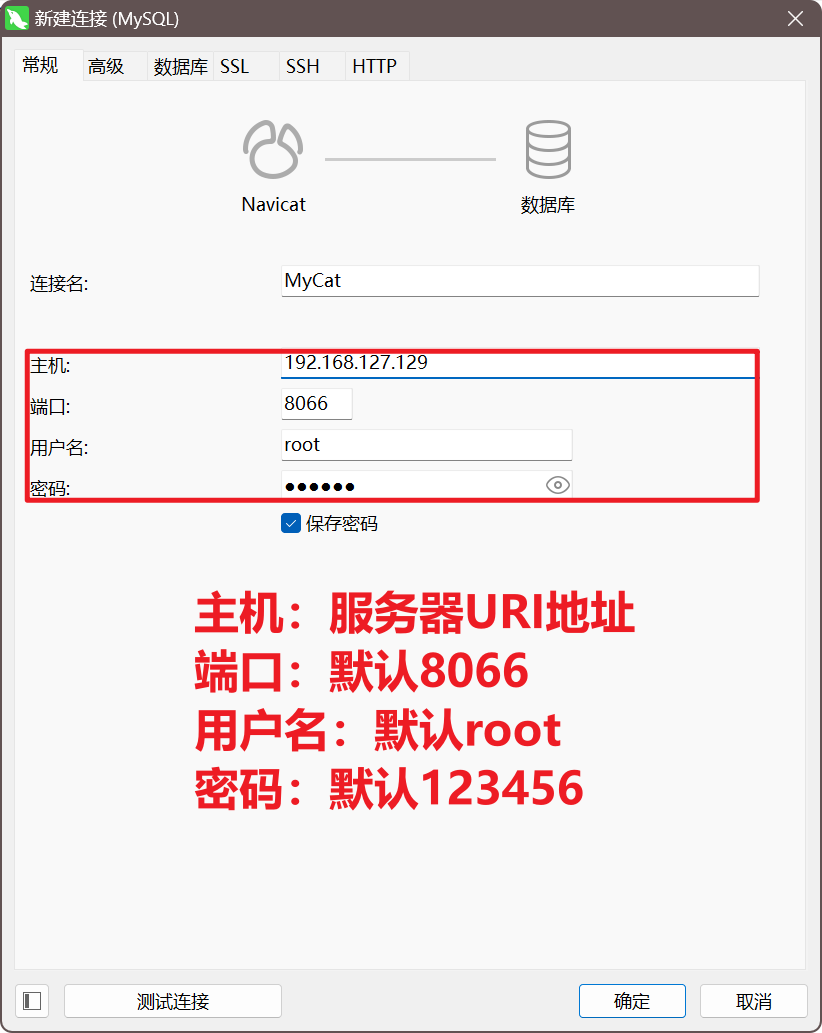 新建连接 (MySQL)
常规 高级 数据库 SSL SSH HTTP
Navicat 数据库
连接名: MyCat
主机: 192.168.127.129
端口: 8066
用户名: root
密码: ●●●●●●
保存密码
主机：服务器URI地址
端口：默认8066
用户名：默认root
密码：默认123456
测试连接 确定 取消